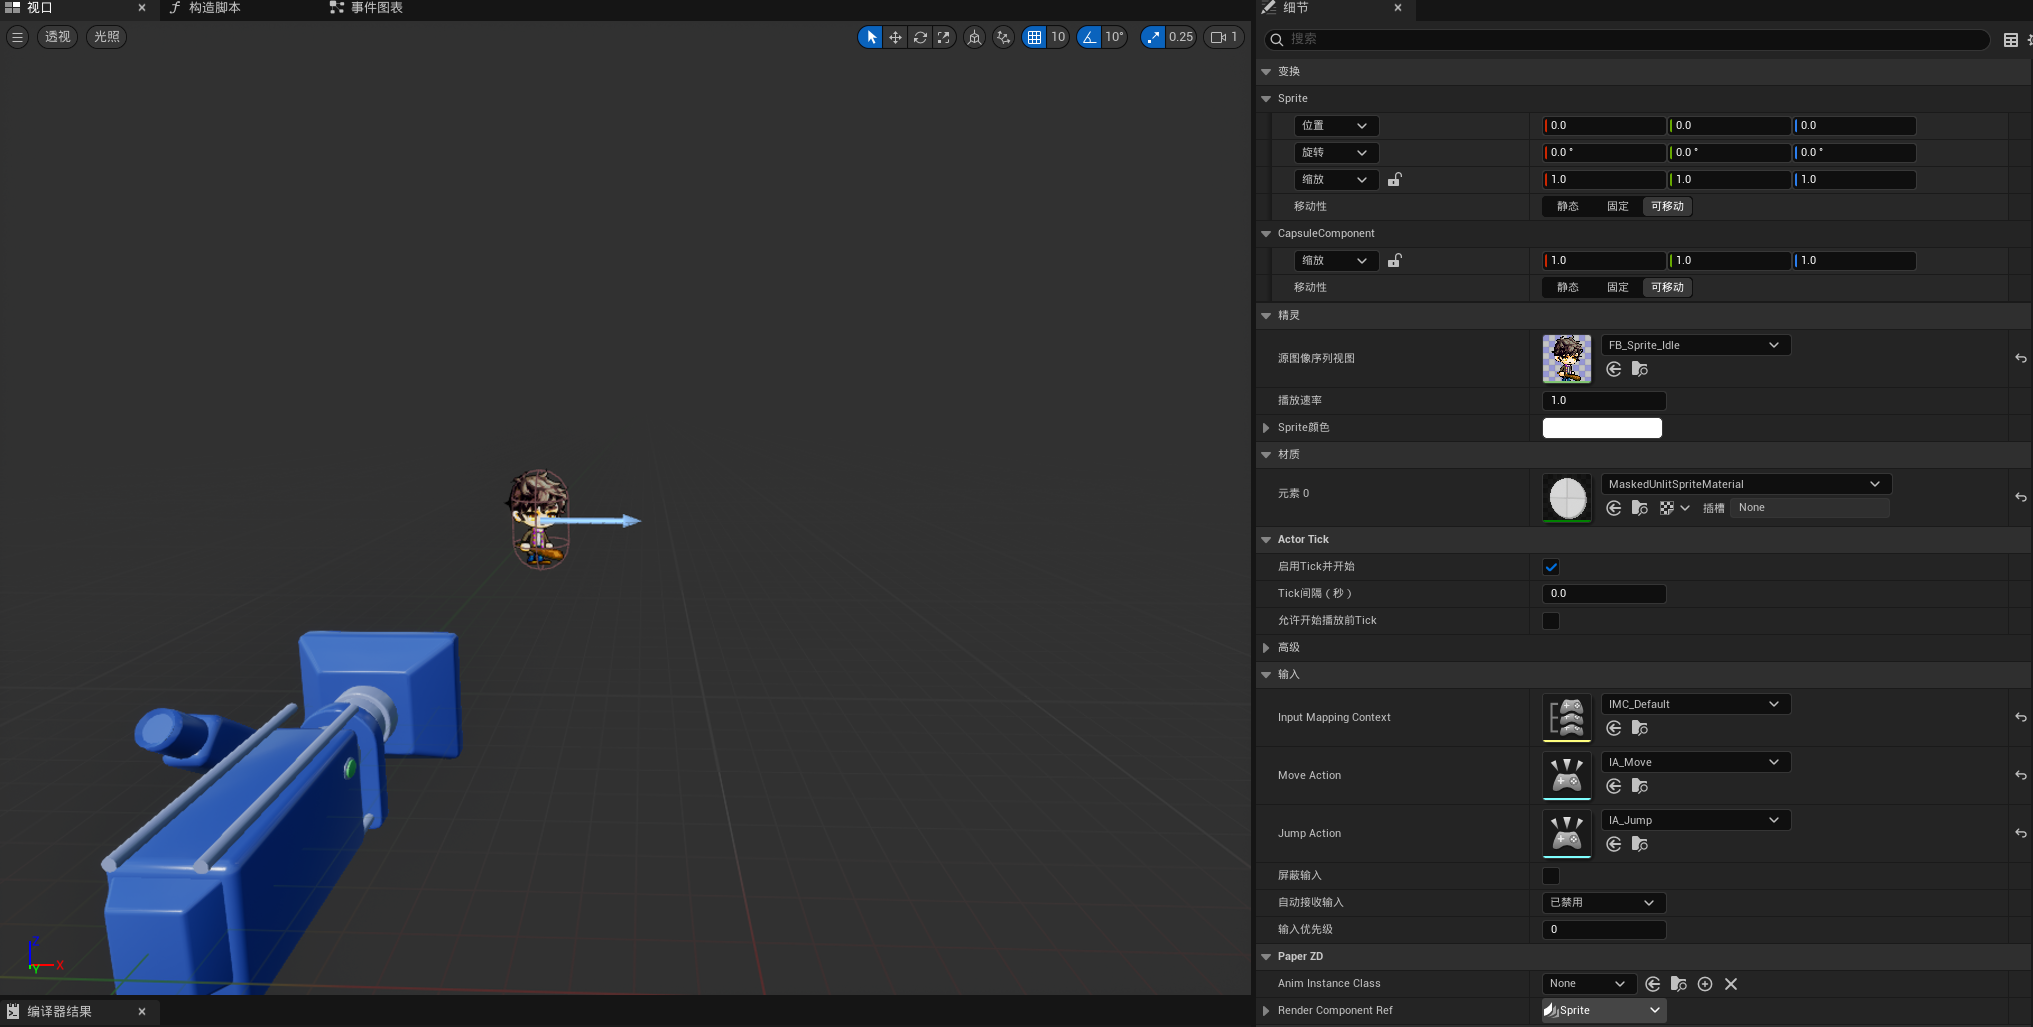 视口
构造脚本
事件图表
透视
光照
10
10°
0.25
1
Z
X
Y
编译器结果
细节
搜索
变换
Sprite
位置 0.0 0.0 0.0
旋转 0.0 ° 0.0 ° 0.0 °
缩放 1.0 1.0 1.0
移动性 静态 固定 可移动
CapsuleComponent
缩放 1.0 1.0 1.0
移动性 静态 固定 可移动
精灵
源图像序列视图 FB_Sprite_Idle
播放速率 1.0
Sprite颜色
材质
元素 0 MaskedUnlitSpriteMaterial
插槽 None
Actor Tick
启用Tick并开始
Tick间隔（秒） 0.0
允许开始播放前Tick
高级
输入
Input Mapping Context IMC_Default
Move Action IA_Move
Jump Action IA_Jump
屏蔽输入
自动接收输入 已禁用
输入优先级 0
Paper ZD
Anim Instance Class None
Render Component Ref Sprite